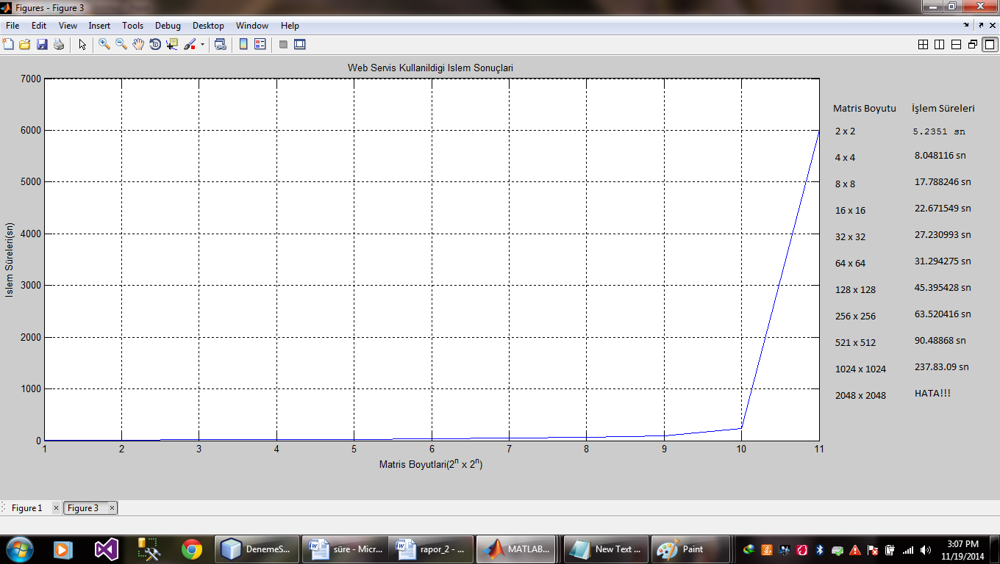 Figures - Figure 3
File Edit View Insert Tools Debug Desktop Window Help
Web Servis Kullanildigi Islem Sonuçlari
7000
6000
5000
4000
3000
2000
1000
0
Islem Süreleri(sn)
1 2 3 4 5 6 7 8 9 10 11
Matris Boyutlari(2^n x 2^n)
Matris Boyutu İşlem Süreleri
2 x 2 5.2351 sn
4 x 4 8.048116 sn
8 x 8 17.788246 sn
16 x 16 22.671549 sn
32 x 32 27.230993 sn
64 x 64 31.294275 sn
128 x 128 45.395428 sn
256 x 256 63.520416 sn
521 x 512 90.48868 sn
1024 x 1024 237.83.09 sn
2048 x 2048 HATA!!!
Figure 1 Figure 3
DenemeS... süre - Micr... rapor_2 - ... MATLAB... New Text ... Paint
3:07 PM
11/19/2014